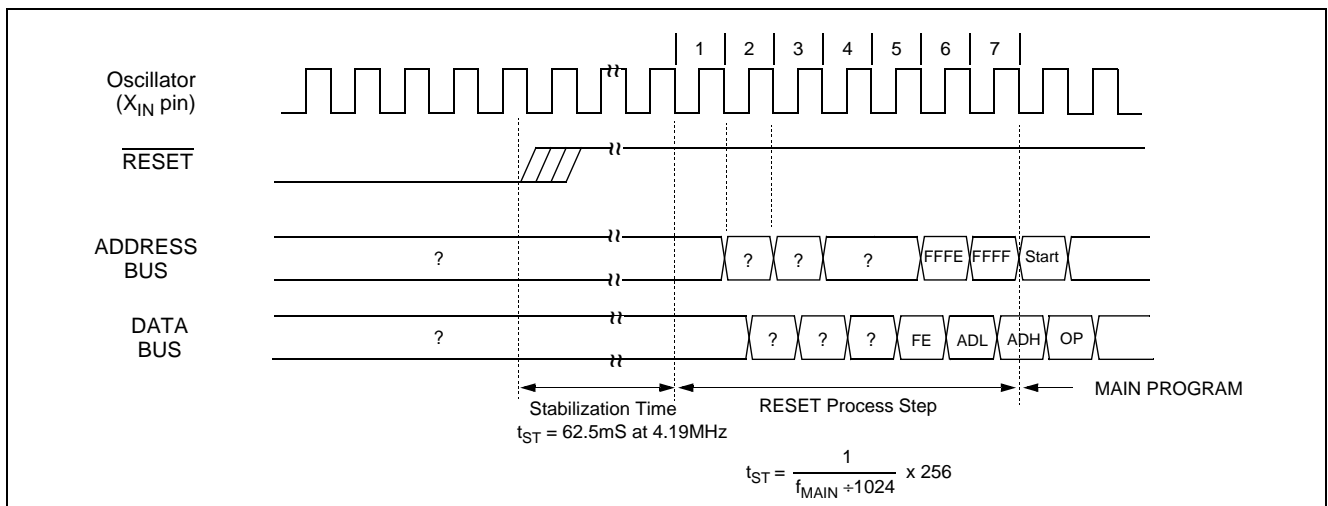 1 2 3 4 5 6 7
Oscillator
(XIN pin)
RESET
ADDRESS
BUS
? ? ? ? FFFE FFFF Start
DATA
BUS
? ? ? ? FE ADL ADH OP
MAIN PROGRAM
Stabilization Time
RESET Process Step
tST = 62.5mS at 4.19MHz
tST = 1 x 256
fMAIN ÷1024